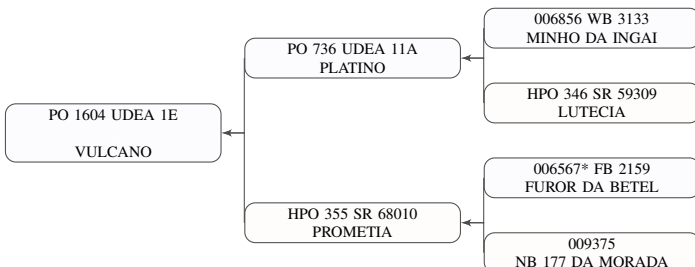 006856 WB 3133
MINHO DA INGAI
PO 736 UDEA 11A
PLATINO
HPO 346 SR 59309
LUTECIA
PO 1604 UDEA 1E
VULCANO
006567* FB 2159
FUROR DA BETEL
HPO 355 SR 68010
PROMETIA
009375
NB 177 DA MORADA